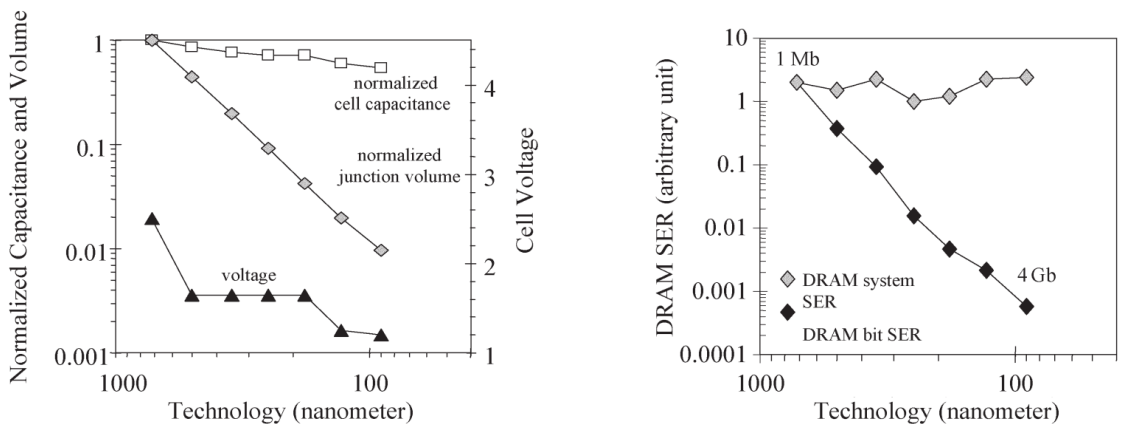 Normalized Capacitance and Volume
1
0.1
0.01
0.001
normalized
cell capacitance
normalized
junction volume
voltage
4
3
2
1
Cell Voltage
1000
100
Technology (nanometer)
DRAM SER (arbitrary unit)
10
1
0.1
0.01
0.001
0.0001
1 Mb
4 Gb
DRAM system
SER
DRAM bit SER
1000
100
Technology (nanometer)